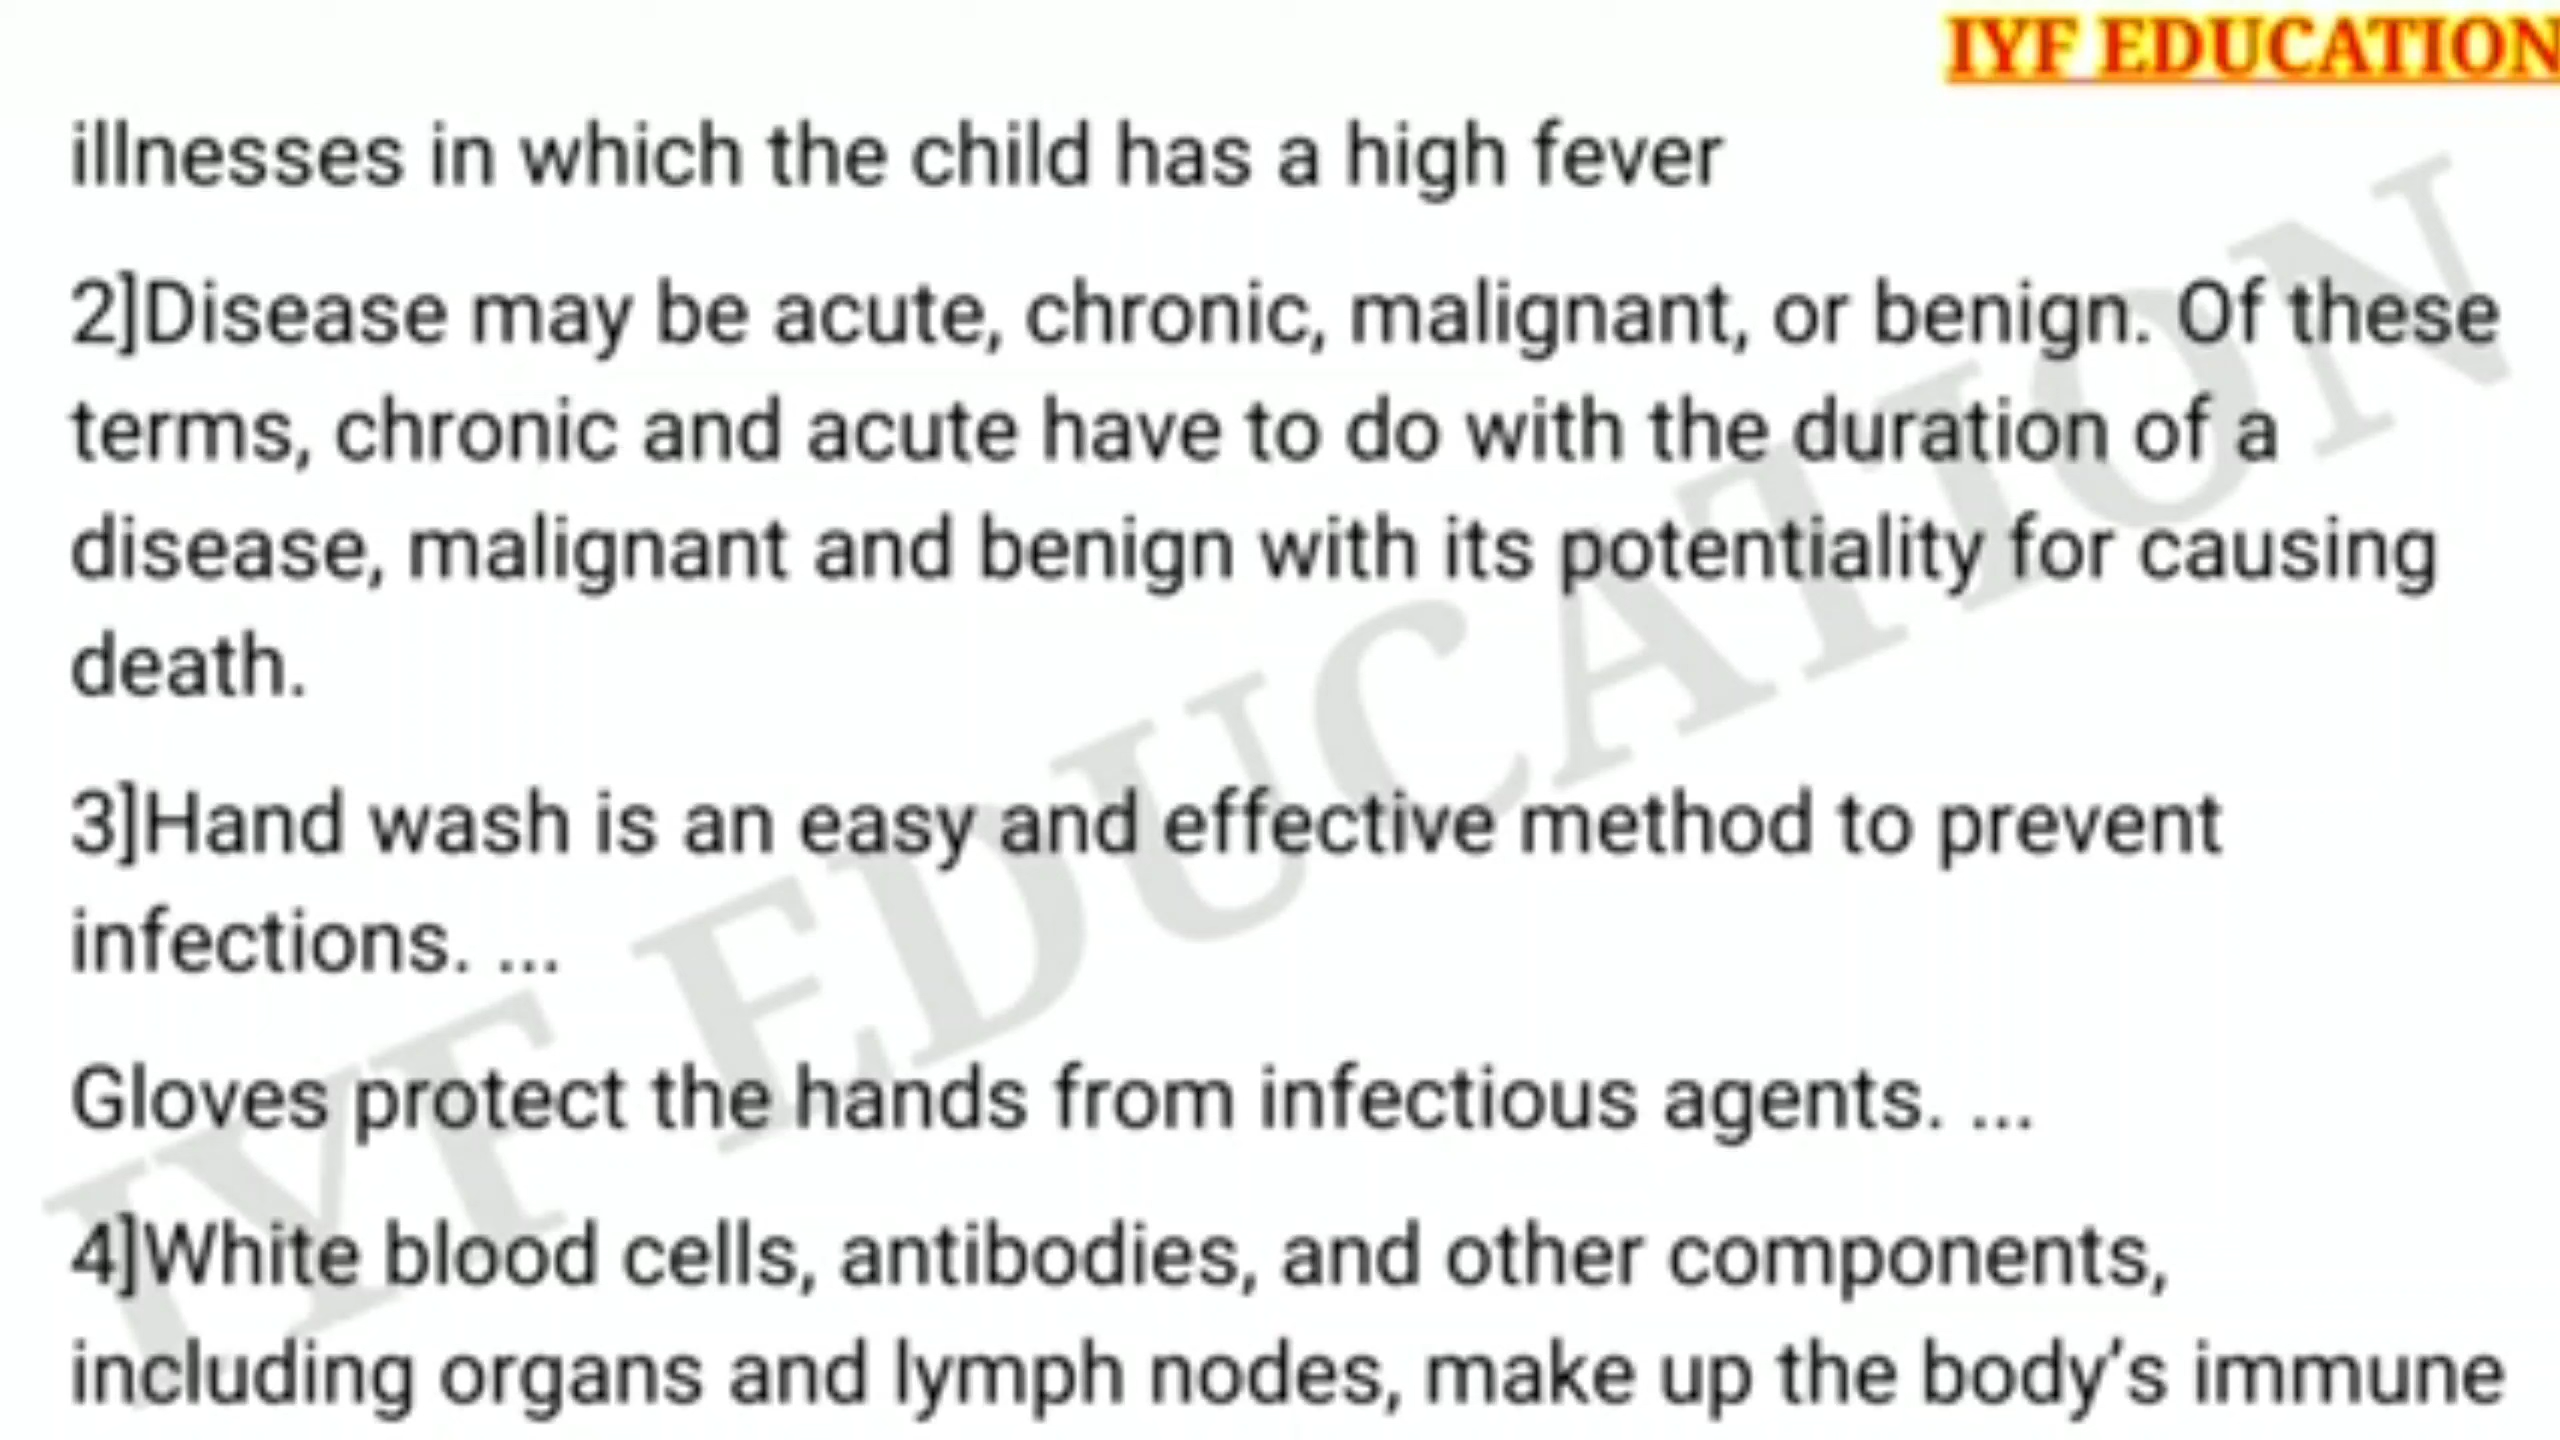 IYF EDUCATION
illnesses in which the child has a high fever
2]Disease may be acute, chronic, malignant, or benign. Of these
terms, chronic and acute have to do with the duration of a
disease, malignant and benign with its potentiality for causing
death.
3]Hand wash is an easy and effective method to prevent
infections. ...
Gloves protect the hands from infectious agents. ...
4]White blood cells, antibodies, and other components,
including organs and lymph nodes, make up the body’s immune
IYF EDUCATION